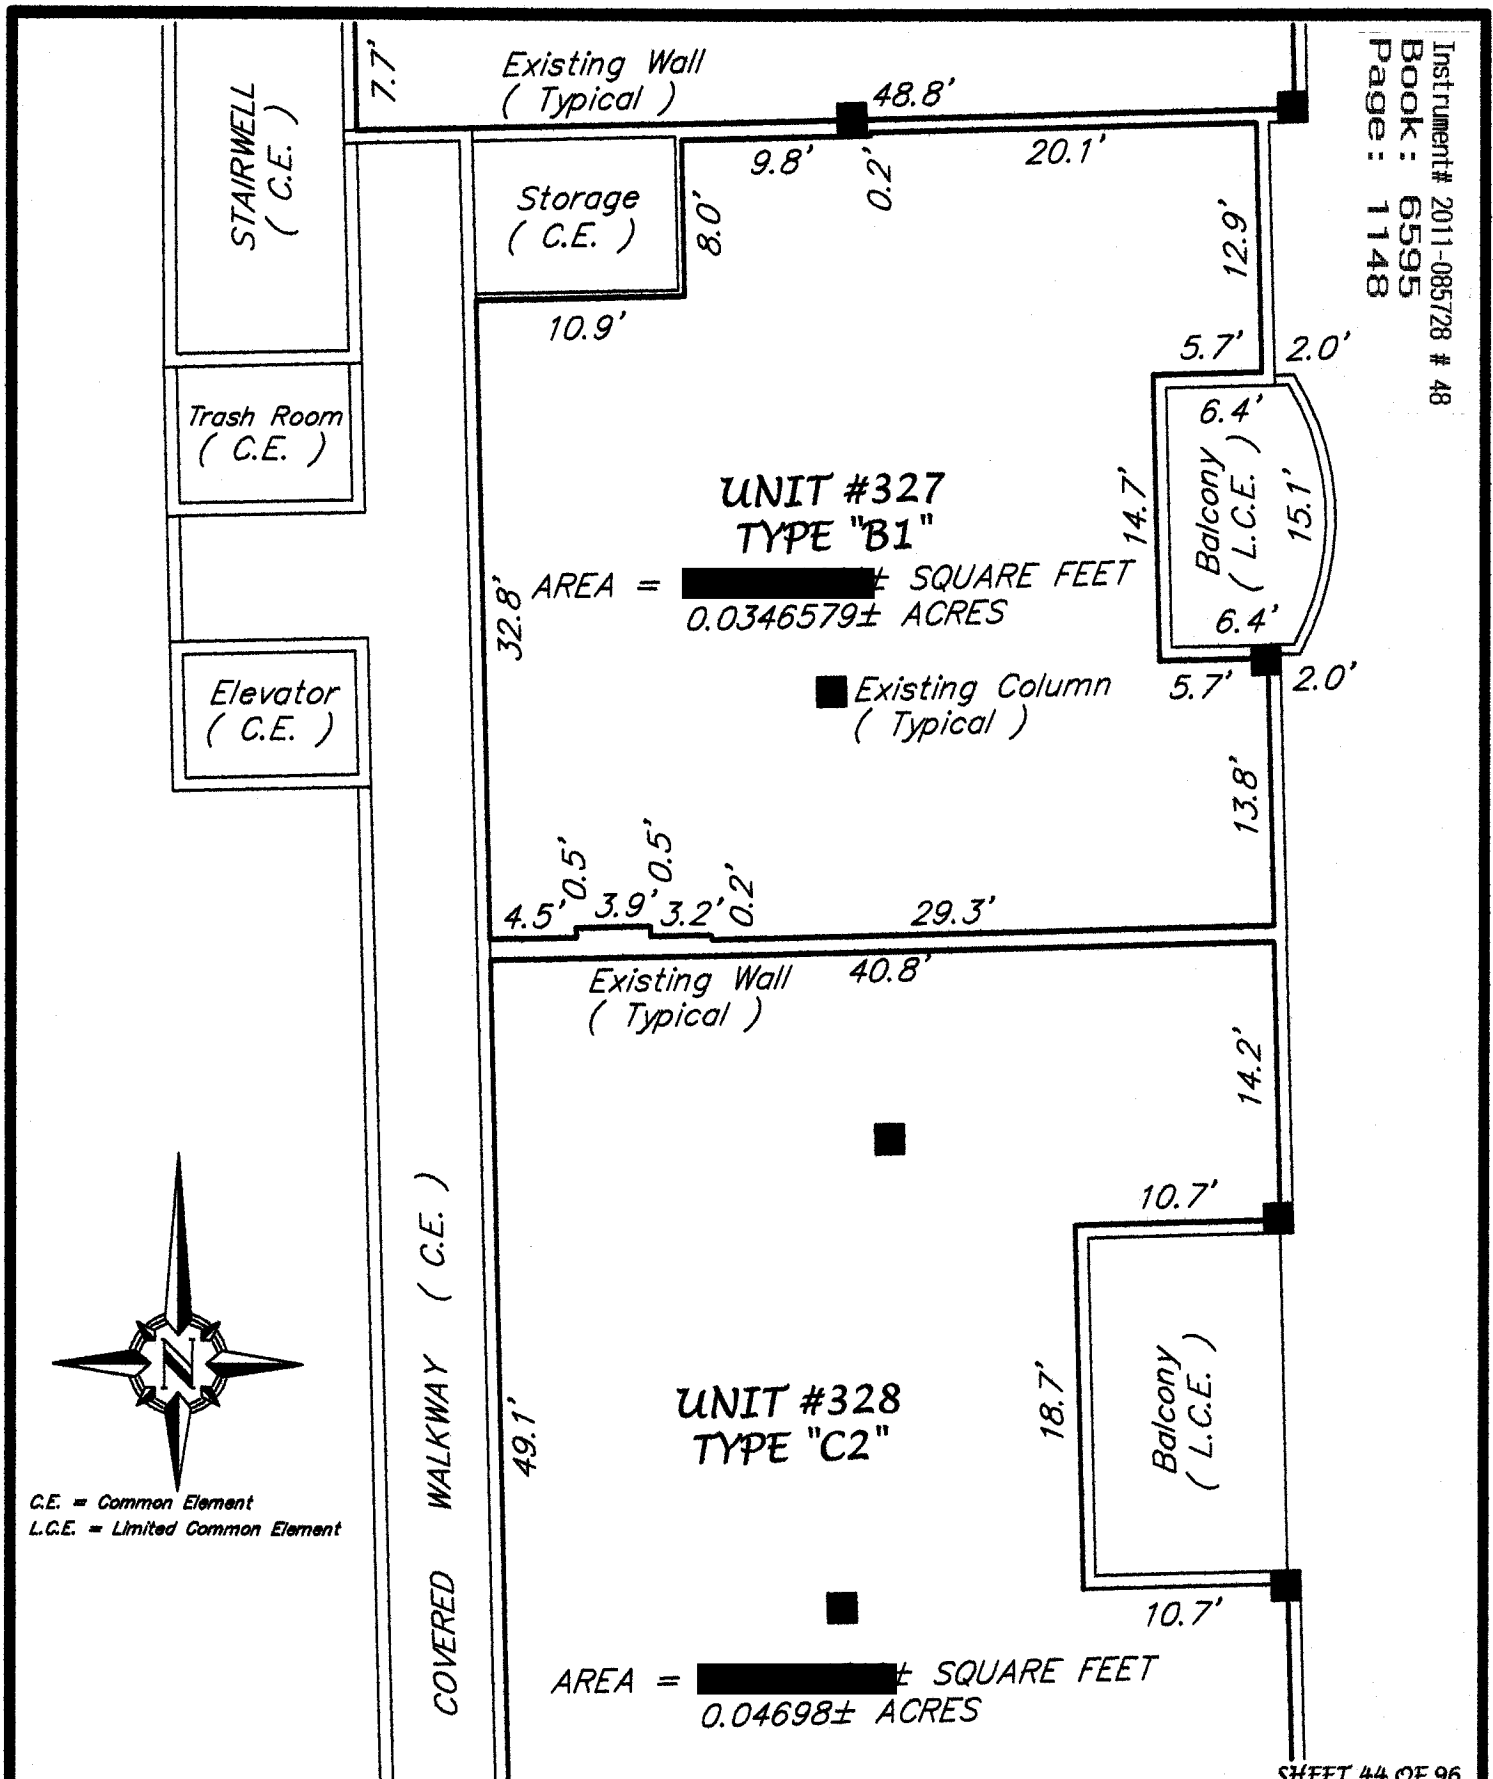 Instrument# 2011-085728 # 48
Book: 6595
Page: 1148
7.7'
Existing Wall
( Typical )
48.8'
STAIRWELL
( C.E. )
Storage
( C.E. )
9.8'
0.2'
20.1'
8.0'
12.9'
10.9'
5.7'
2.0'
Trash Room
( C.E. )
6.4'
Balcony
( L.C.E. )
15.1'
14.7'
UNIT #327
TYPE "B1"
AREA =
± SQUARE FEET
0.0346579± ACRES
32.8'
6.4'
5.7'
2.0'
Elevator
( C.E. )
Existing Column
( Typical )
13.8'
4.5'
0.5'
3.9'
0.5'
3.2'
0.2'
29.3'
Existing Wall
( Typical )
40.8'
14.2'
10.7'
COVERED WALKWAY ( C.E. )
N
49.1'
UNIT #328
TYPE "C2"
18.7'
Balcony
( L.C.E. )
C.E. = Common Element
L.C.E. = Limited Common Element
10.7'
AREA =
± SQUARE FEET
0.04698± ACRES
SHEET 44 OF 96